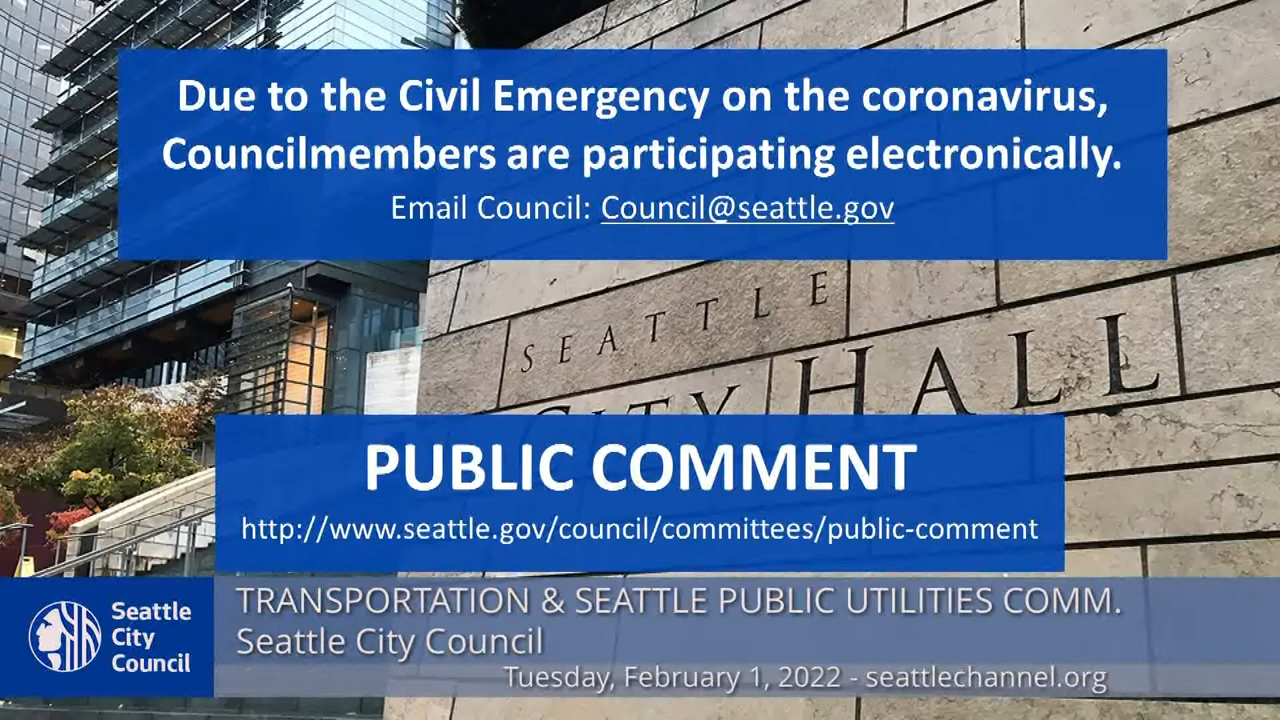 Due to the Civil Emergency on the coronavirus,
Councilmembers are participating electronically.
Email Council: Council@seattle.gov
SEATTLE
CITY HALL
PUBLIC COMMENT
http://www.seattle.gov/council/committees/public-comment
Seattle
City
Council
TRANSPORTATION & SEATTLE PUBLIC UTILITIES COMM.
Seattle City Council
Tuesday, February 1, 2022 - seattlechannel.org